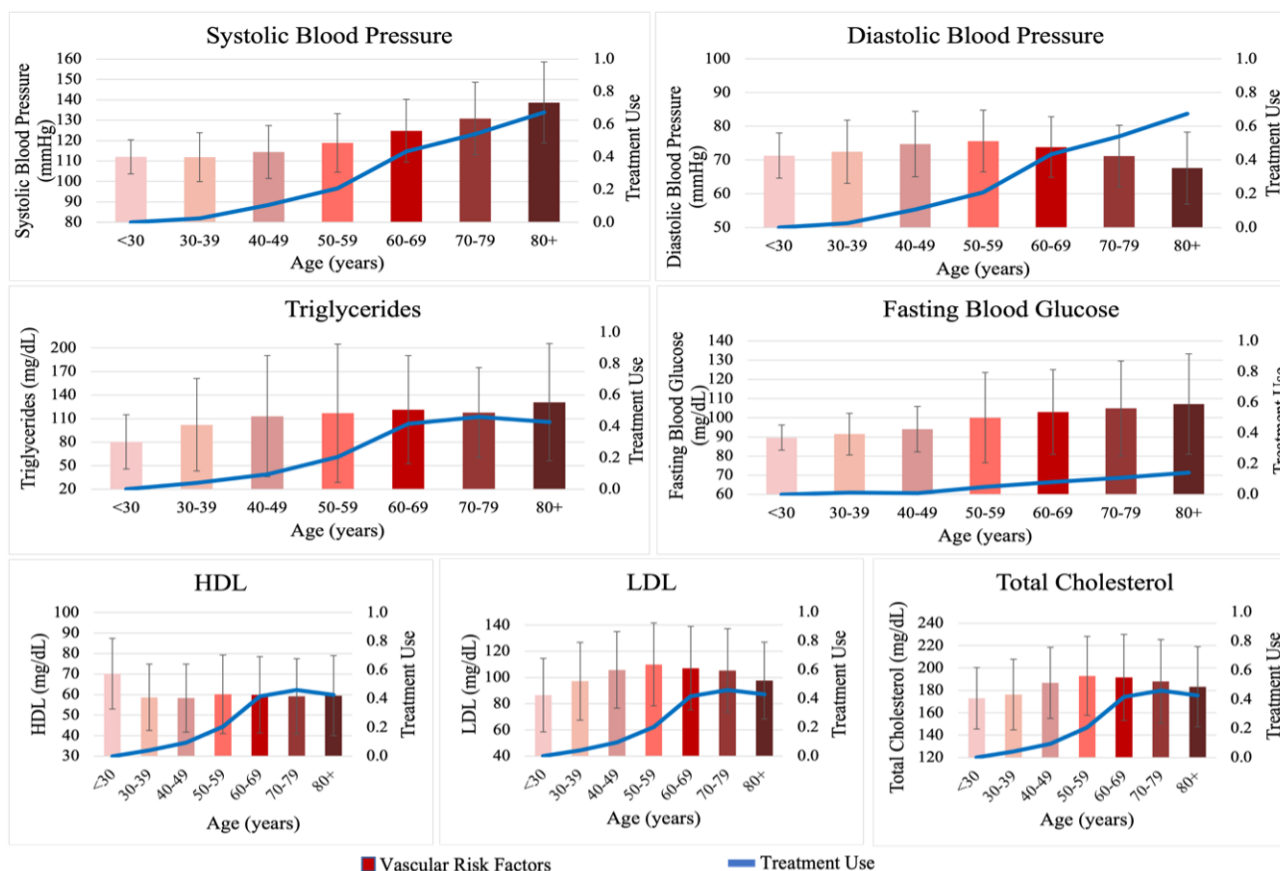 Systolic Blood Pressure
Systolic Blood Pressure
(mmHg)
160
150
140
130
120
110
100
90
80
1.0
0.8
0.6
0.4
0.2
0.0
Treatment Use
<30 30-39 40-49 50-59 60-69 70-79 80+
Age (years)
Diastolic Blood Pressure
Diastolic Blood Pressure
(mmHg)
100
90
80
70
60
50
1.0
0.8
0.6
0.4
0.2
0.0
Treatment Use
<30 30-39 40-49 50-59 60-69 70-79 80+
Age (years)
Triglycerides
Triglycerides (mg/dL)
200
170
140
110
80
50
20
1.0
0.8
0.6
0.4
0.2
0.0
Treatment Use
<30 30-39 40-49 50-59 60-69 70-79 80+
Age (years)
Fasting Blood Glucose
Fasting Blood Glucose
(mg/dL)
140
130
120
110
100
90
80
70
60
1.0
0.8
0.6
0.4
0.2
0.0
Treatment Use
<30 30-39 40-49 50-59 60-69 70-79 80+
Age (years)
HDL
HDL (mg/dL)
100
90
80
70
60
50
40
30
1.0
0.8
0.6
0.4
0.2
0.0
Treatment Use
<30 30-39 40-49 50-59 60-69 70-79 80+
Age (years)
LDL
LDL (mg/dL)
140
120
100
80
60
40
1.0
0.8
0.6
0.4
0.2
0.0
Treatment Use
<30 30-39 40-49 50-59 60-69 70-79 80+
Age (years)
Total Cholesterol
Total Cholesterol (mg/dL)
240
220
200
180
160
140
120
1.0
0.8
0.6
0.4
0.2
0.0
Treatment Use
<30 30-39 40-49 50-59 60-69 70-79 80+
Age (years)
Vascular Risk Factors Treatment Use